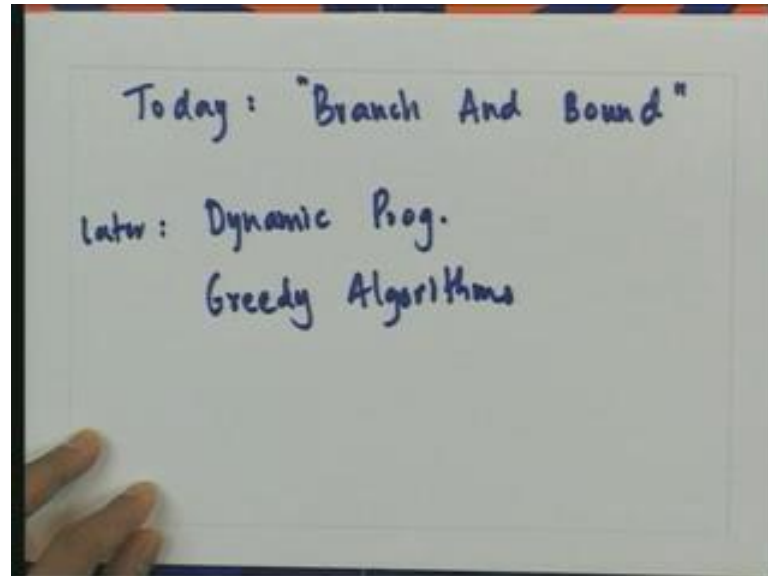 Today: "Branch And Bound"
later: Dynamic Prog.
Greedy Algorithms